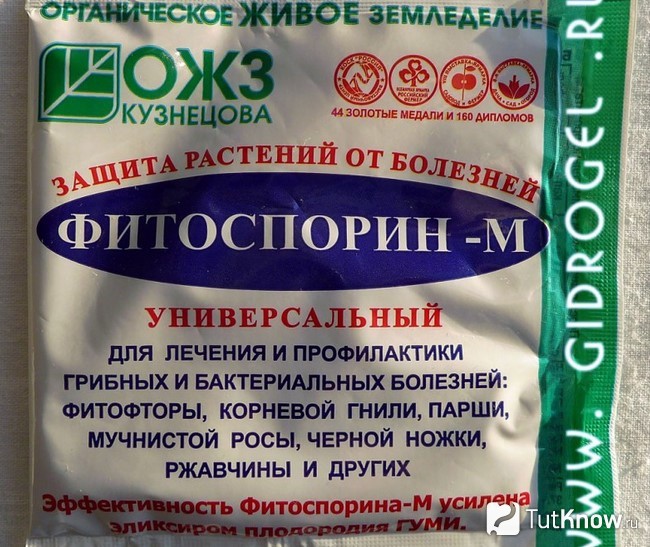 ОРГАНИЧЕСКОЕ ЖИВОЕ ЗЕМЛЕДЕЛИЕ
ОЖЗ
КУЗНЕЦОВА
44 ЗОЛОТЫЕ МЕДАЛИ И 160 ДИПЛОМОВ
ЗАЩИТА РАСТЕНИЙ ОТ БОЛЕЗНЕЙ
ФИТОСПОРИН -М
УНИВЕРСАЛЬНЫЙ
ДЛЯ ЛЕЧЕНИЯ И ПРОФИЛАКТИКИ
ГРИБНЫХ И БАКТЕРИАЛЬНЫХ БОЛЕЗНЕЙ:
ФИТОФТОРЫ, КОРНЕВОЙ ГНИЛИ, ПАРШИ,
МУЧНИСТОЙ РОСЫ, ЧЕРНОЙ НОЖКИ,
РЖАВЧИНЫ И ДРУГИХ
Эффективность Фитоспорина-М усилена
эликсиром плодородия ГУМИ.
WWW. GIDROGEL .RU
TutKnow.ru